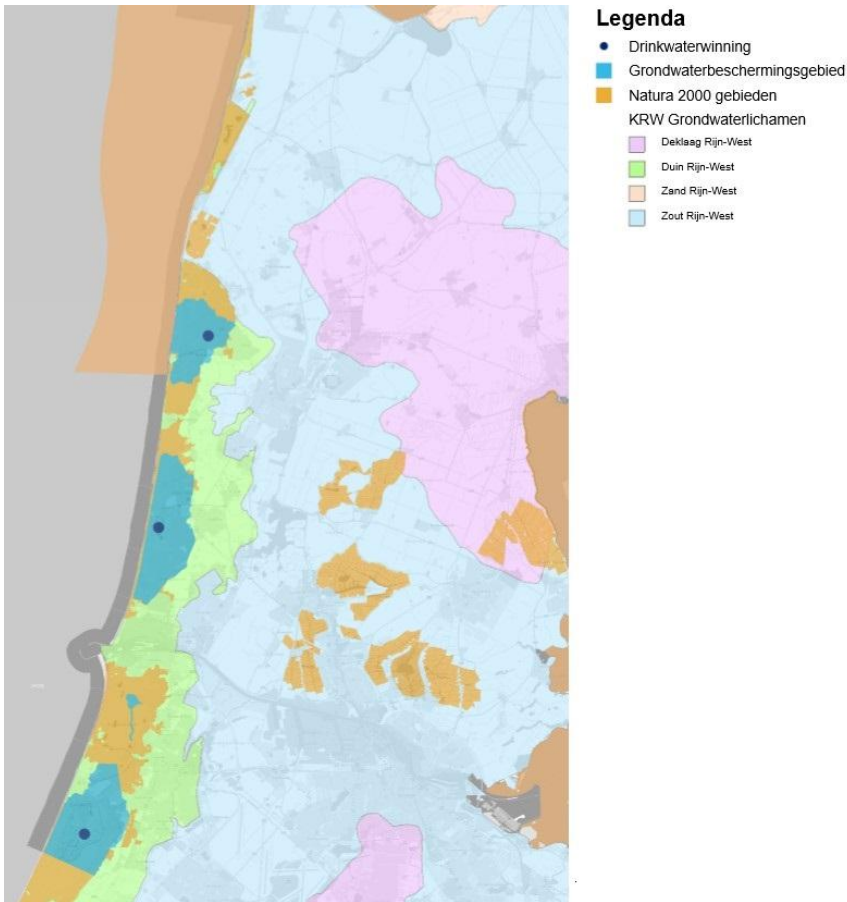 Legenda
Drinkwaterwinning
Grondwaterbeschermingsgebied
Natura 2000 gebieden
KRW Grondwaterlichamen
Deklaag Rijn-West
Duin Rijn-West
Zand Rijn-West
Zout Rijn-West